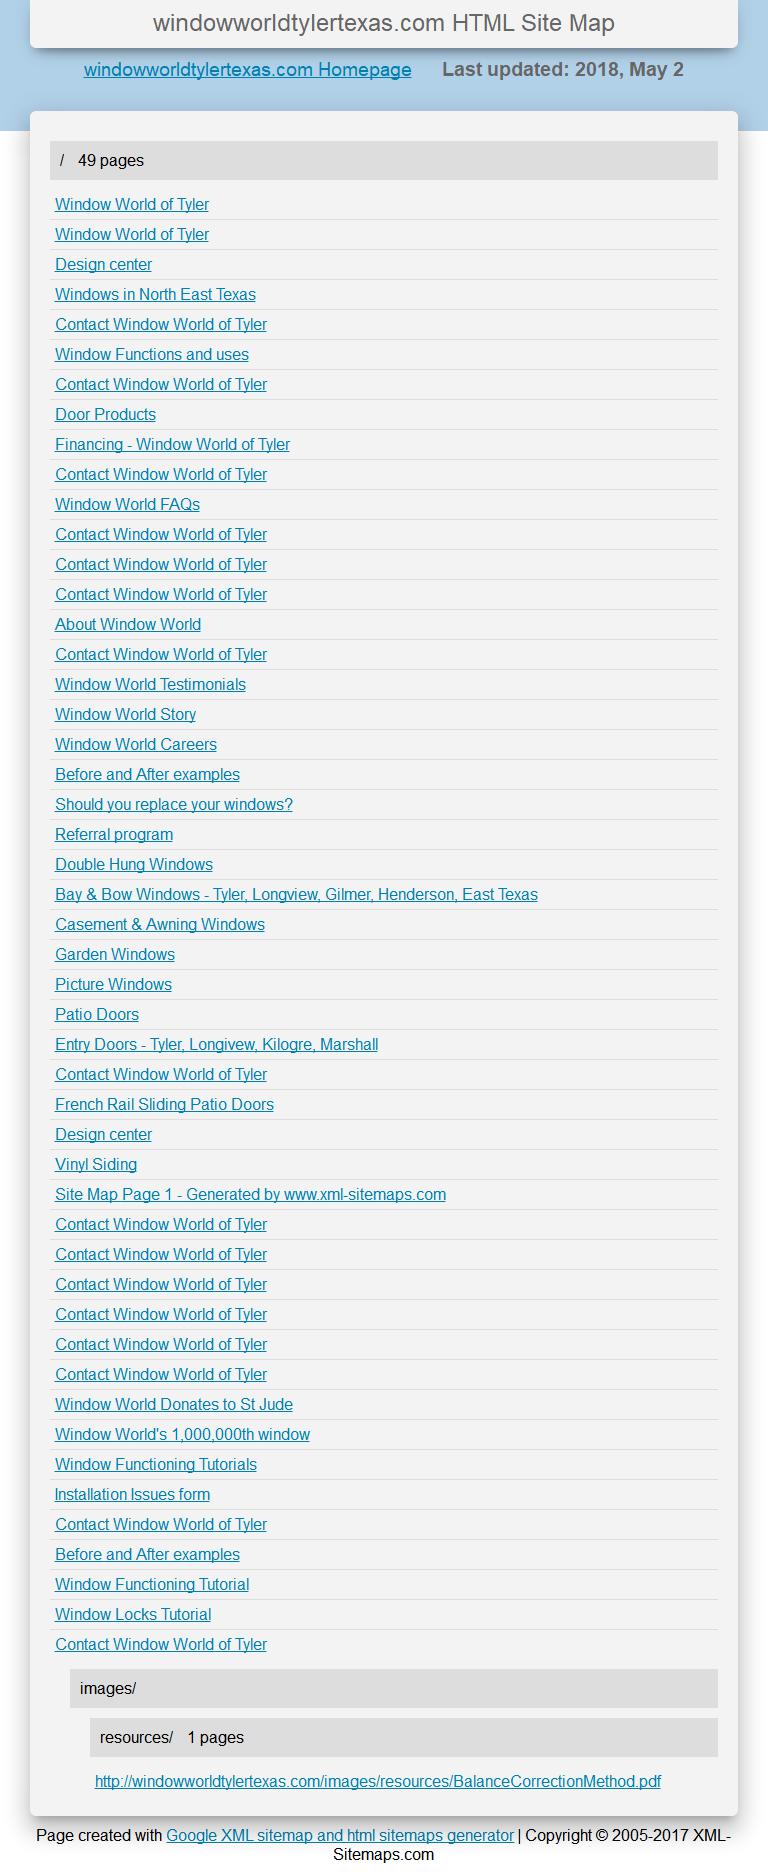 windowworldtylertexas.com HTML Site Map
windowworldtylertexas.com Homepage Last updated: 2018, May 2
/ 49 pages
Window World of Tyler
Window World of Tyler
Design center
Windows in North East Texas
Contact Window World of Tyler
Window Functions and uses
Contact Window World of Tyler
Door Products
Financing - Window World of Tyler
Contact Window World of Tyler
Window World FAQs
Contact Window World of Tyler
Contact Window World of Tyler
Contact Window World of Tyler
About Window World
Contact Window World of Tyler
Window World Testimonials
Window World Story
Window World Careers
Before and After examples
Should you replace your windows?
Referral program
Double Hung Windows
Bay & Bow Windows - Tyler, Longview, Gilmer, Henderson, East Texas
Casement & Awning Windows
Garden Windows
Picture Windows
Patio Doors
Entry Doors - Tyler, Longivew, Kilogre, Marshall
Contact Window World of Tyler
French Rail Sliding Patio Doors
Design center
Vinyl Siding
Site Map Page 1 - Generated by www.xml-sitemaps.com
Contact Window World of Tyler
Contact Window World of Tyler
Contact Window World of Tyler
Contact Window World of Tyler
Contact Window World of Tyler
Contact Window World of Tyler
Window World Donates to St Jude
Window World's 1,000,000th window
Window Functioning Tutorials
Installation Issues form
Contact Window World of Tyler
Before and After examples
Window Functioning Tutorial
Window Locks Tutorial
Contact Window World of Tyler
images/
resources/ 1 pages
http://windowworldtylertexas.com/images/resources/BalanceCorrectionMethod.pdf
Page created with Google XML sitemap and html sitemaps generator | Copyright © 2005-2017 XML-
Sitemaps.com